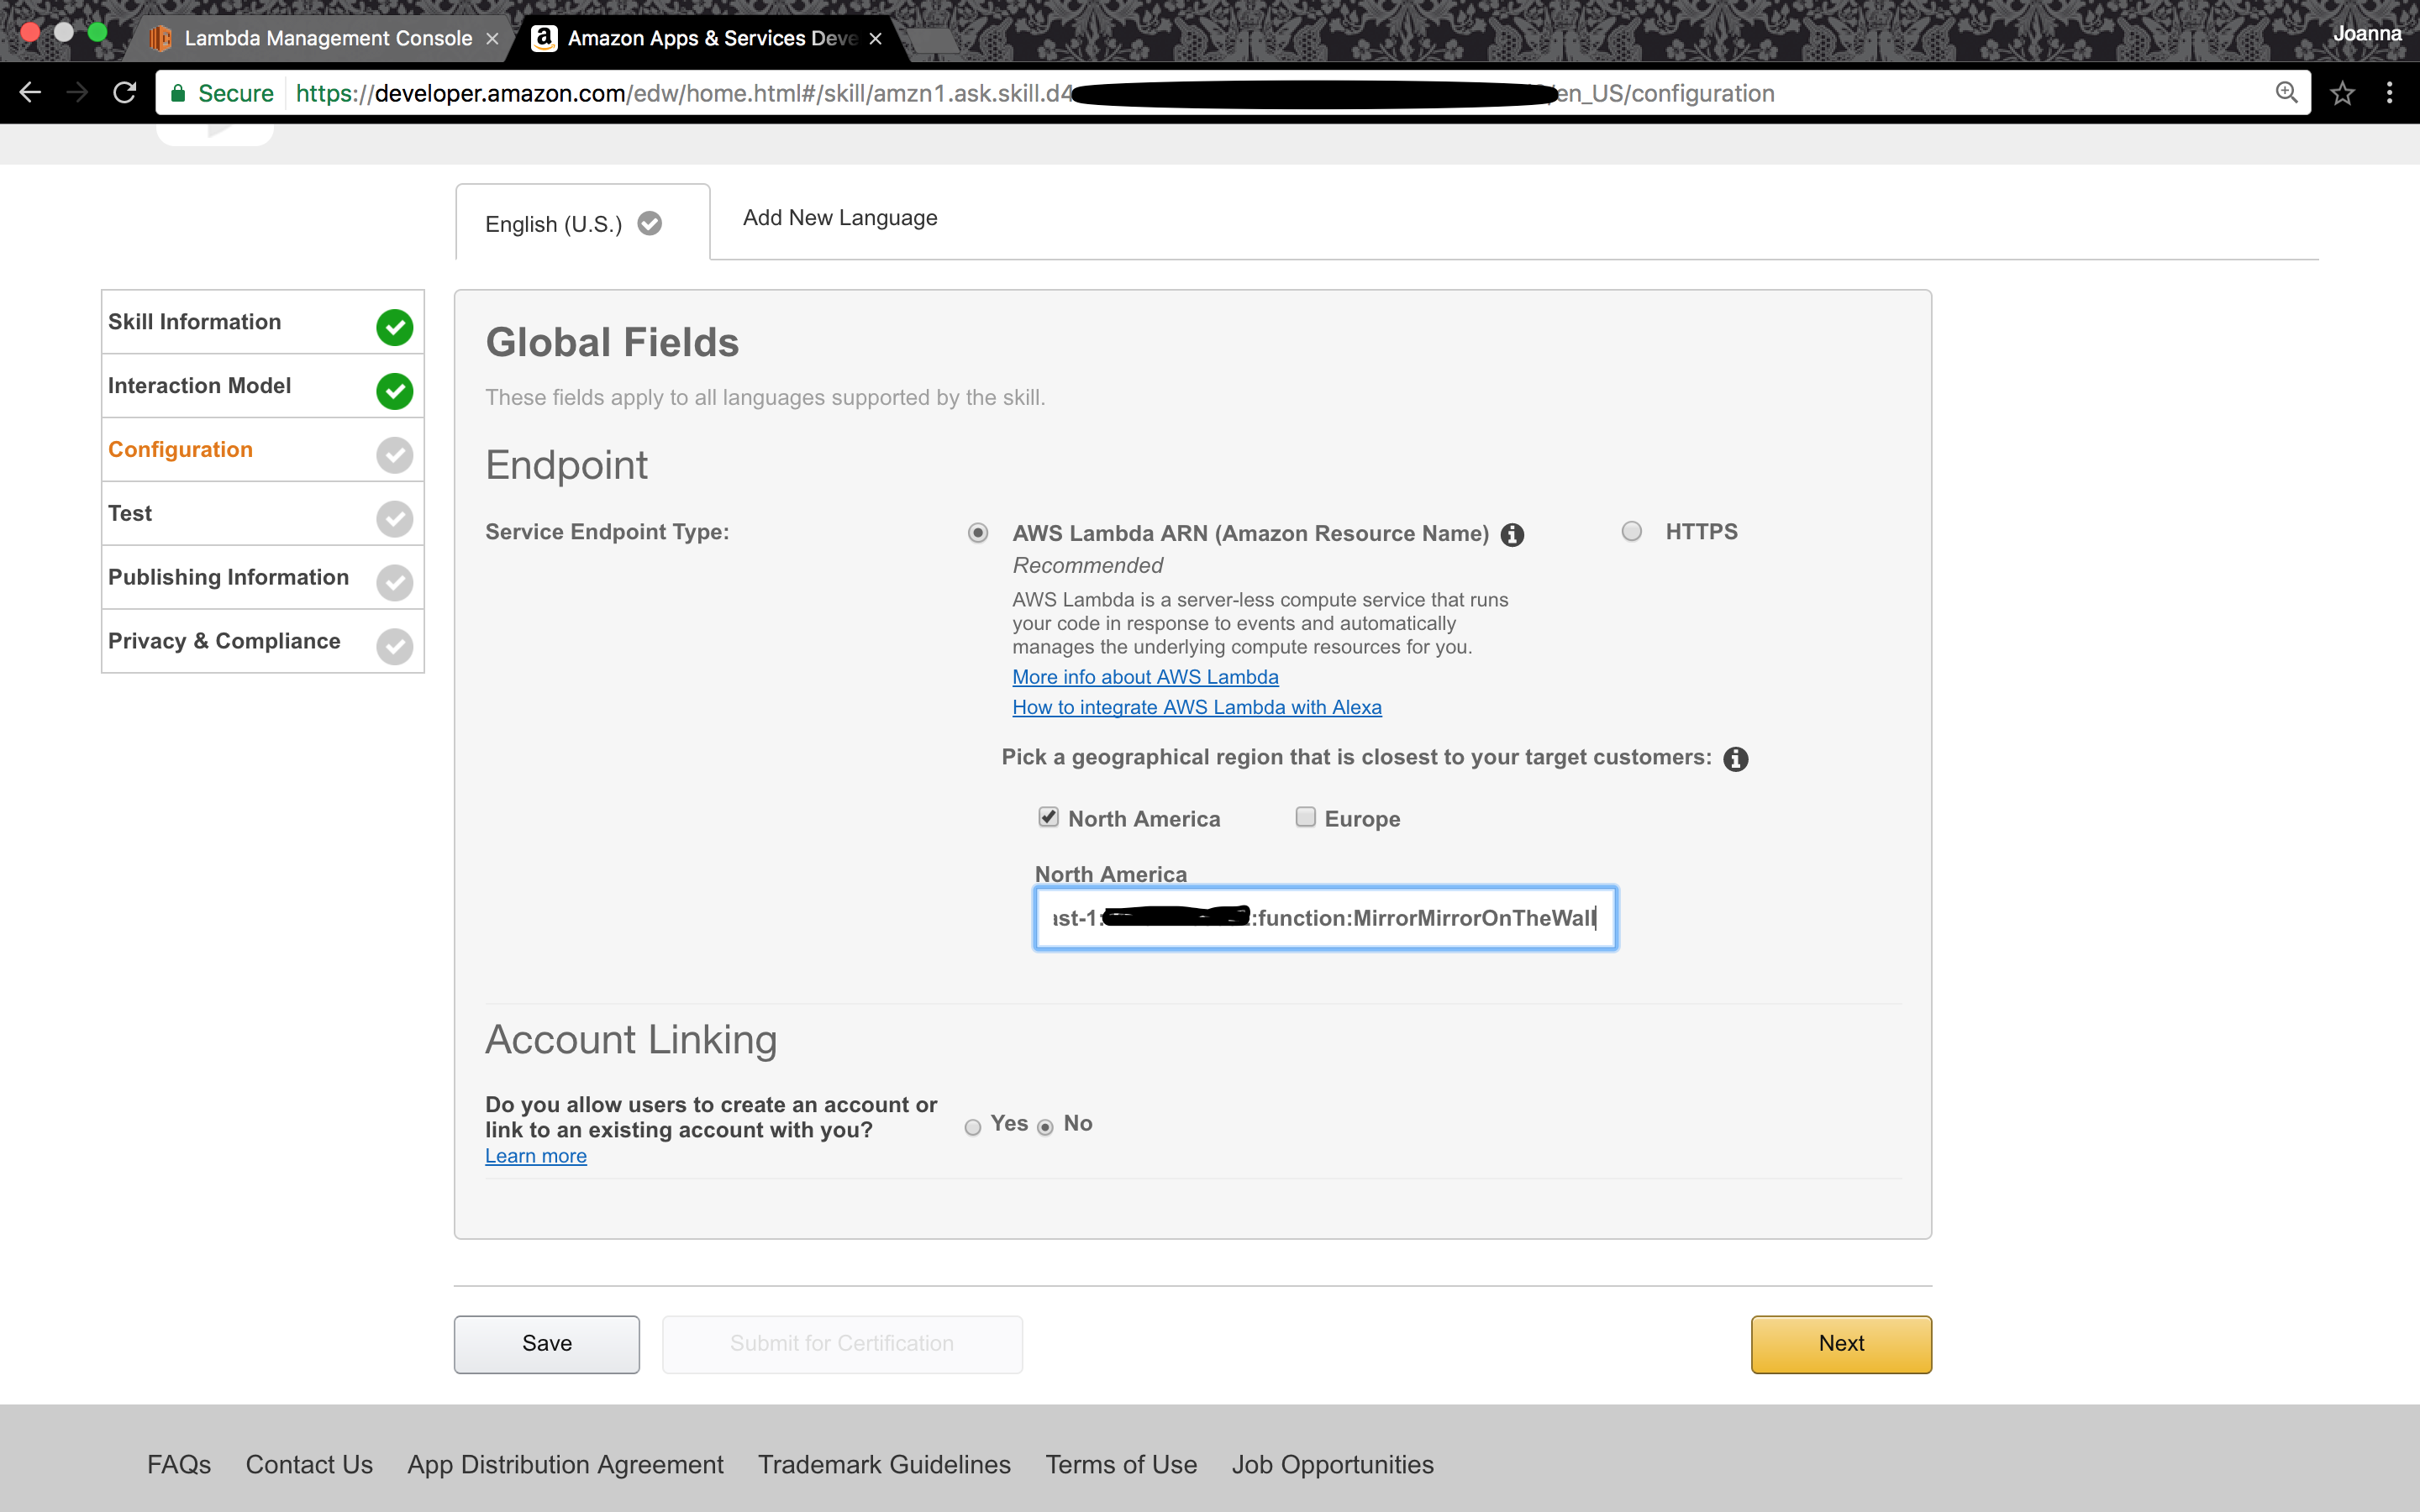 Lambda Management Console
Amazon Apps & Services Deve
Joanna
Secure https://developer.amazon.com/edw/home.html#/skill/amzn1.ask.skill.d4 /en_US/configuration
English (U.S.)
Add New Language
Skill Information
Interaction Model
Configuration
Test
Publishing Information
Privacy & Compliance
Global Fields
These fields apply to all languages supported by the skill.
Endpoint
Service Endpoint Type:
AWS Lambda ARN (Amazon Resource Name)
HTTPS
Recommended
AWS Lambda is a server-less compute service that runs
your code in response to events and automatically
manages the underlying compute resources for you.
More info about AWS Lambda
How to integrate AWS Lambda with Alexa
Pick a geographical region that is closest to your target customers:
North America
Europe
North America
ast-1: :function:MirrorMirrorOnTheWall
Account Linking
Do you allow users to create an account or
link to an existing account with you?
Yes No
Learn more
Save
Submit for Certification
Next
FAQs Contact Us App Distribution Agreement Trademark Guidelines Terms of Use Job Opportunities